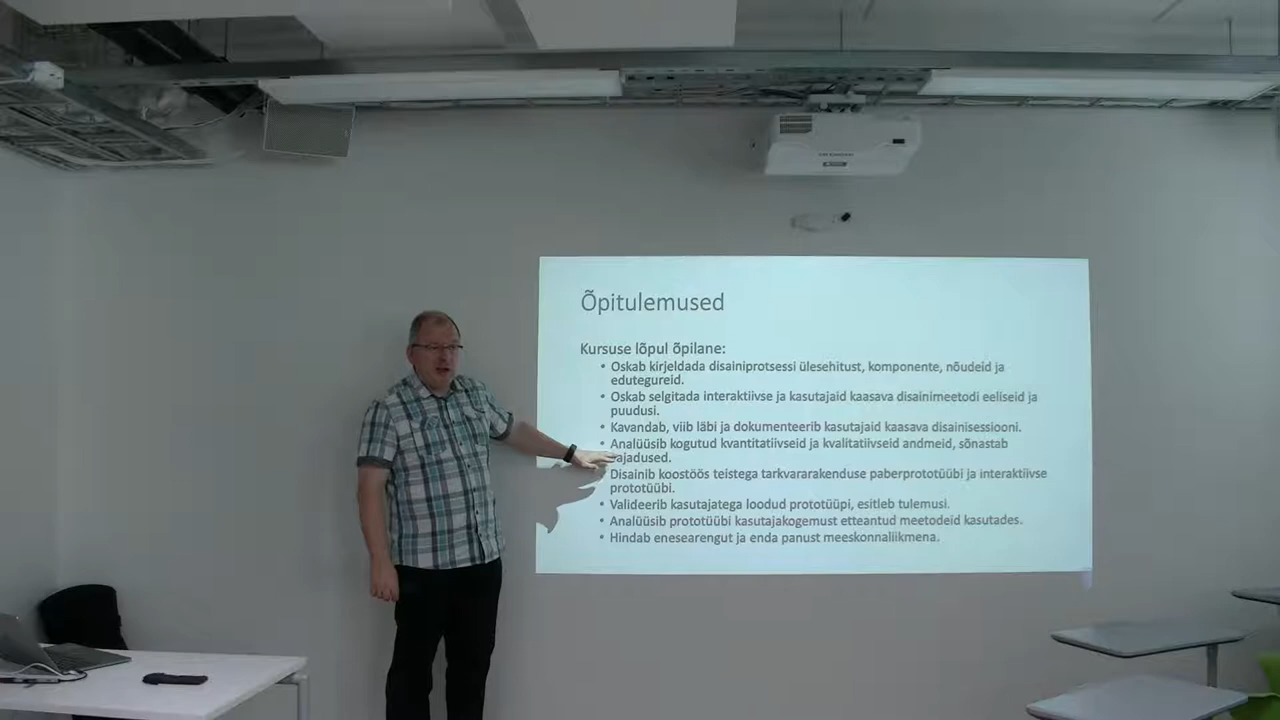 Õpitulemused
Kursuse lõpul õpilane:
• Oskab kirjeldada disainiprotsessi ülesehitust, komponente, nõudeid ja
edutegureid.
• Oskab selgitada interaktiivse ja kasutajaid kaasava disainimeetodi eeliseid ja
puudusi.
• Kavandab, viib läbi ja dokumenteerib kasutajaid kaasava disainisessiooni.
• Analüüsib kogutud kvantitatiivseid ja kvalitatiivseid andmeid, sõnastab
vajadused.
• Disainib koostöös teistega tarkvararakenduse paberprototüübi ja interaktiivse
prototüübi.
• Valideerib kasutajatega loodud prototüüpi, esitleb tulemusi.
• Analüüsib prototüübi kasutajakogemust etteantud meetodeid kasutades.
• Hindab enesearengut ja enda panust meeskonnaliikmena.